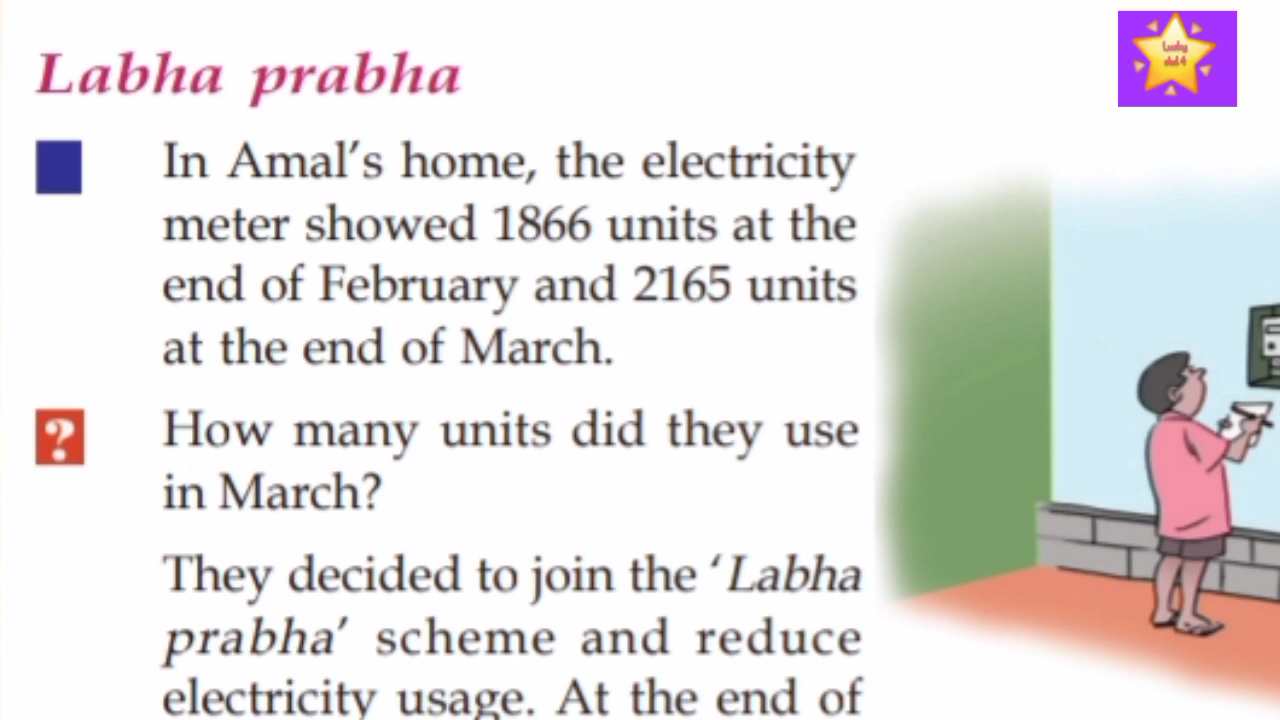 Labha prabha
In Amal's home, the electricity
meter showed 1866 units at the
end of February and 2165 units
at the end of March.
?
How many units did they use
in March?
They decided to join the ‘Labha
prabha’ scheme and reduce
electricity usage. At the end of
Lucky